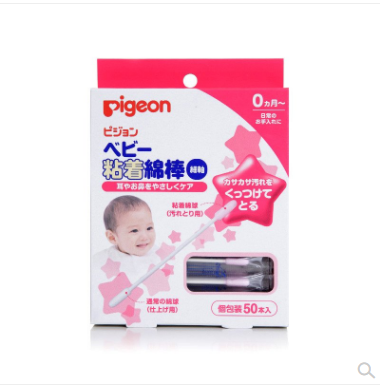 pigeon
0ヵ月〜
日常の
お手入れに
ピジョン
ベビー
粘着綿棒 細軸
耳やお鼻をやさしくケア
カサカサ汚れを
くっつけて
とる
粘着綿球
(汚れとり用)
通常の綿球
(仕上げ用)
個包装50本入